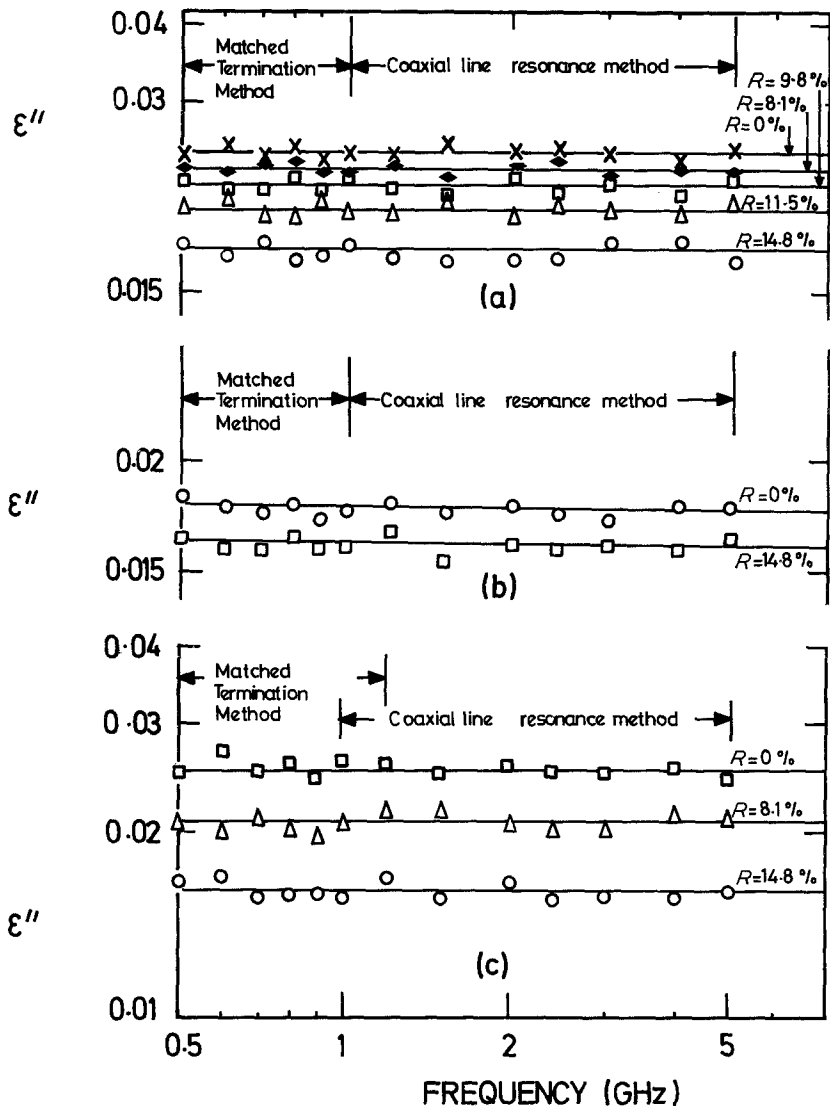 0.04
Matched
Termination
Method
Coaxial line resonance method
R=9.8%
R=8.1%
R=0%
0.03
ε″
R=11.5%
R=14.8%
0.015
(a)
Matched
Termination
Method
Coaxial line resonance method
0.02
ε″
R=0%
R=14.8%
0.015
(b)
0.04
Matched
Termination
Method
Coaxial line resonance method
0.03
R=0%
R=8.1%
0.02
R=14.8%
ε″
(c)
0.01
0.5 1 2 5
FREQUENCY (GHz)